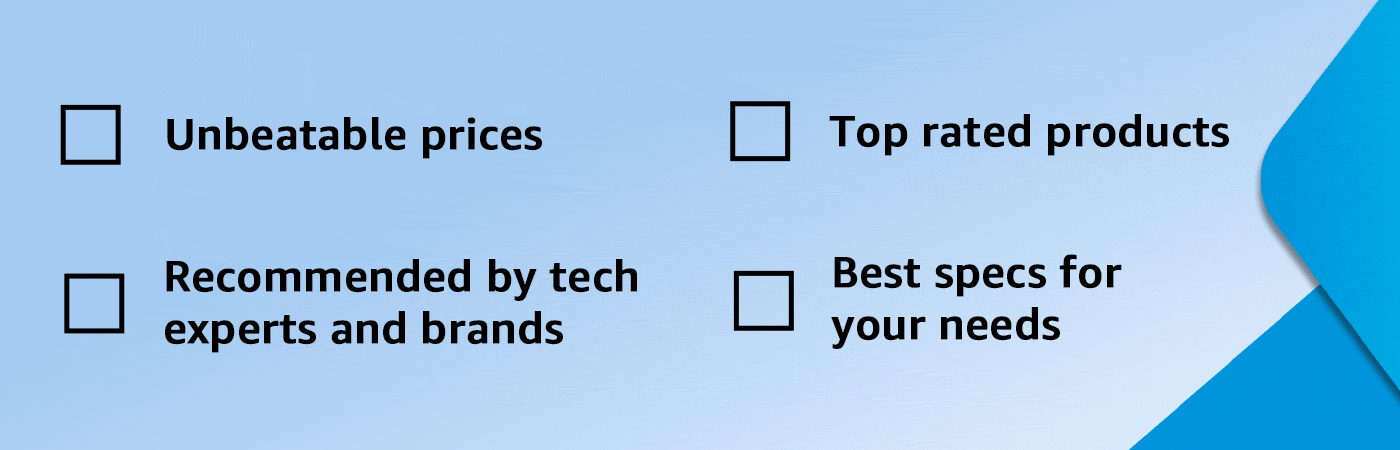 Unbeatable prices
Top rated products
Recommended by tech
experts and brands
Best specs for
your needs